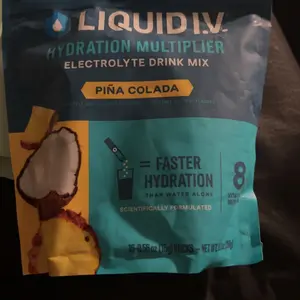 LIQUID I.V.
HYDRATION MULTIPLIER
ELECTROLYTE DRINK MIX
PIÑA COLADA
= FASTER
HYDRATION
THAN WATER ALONE
SCIENTIFICALLY FORMULATED
8